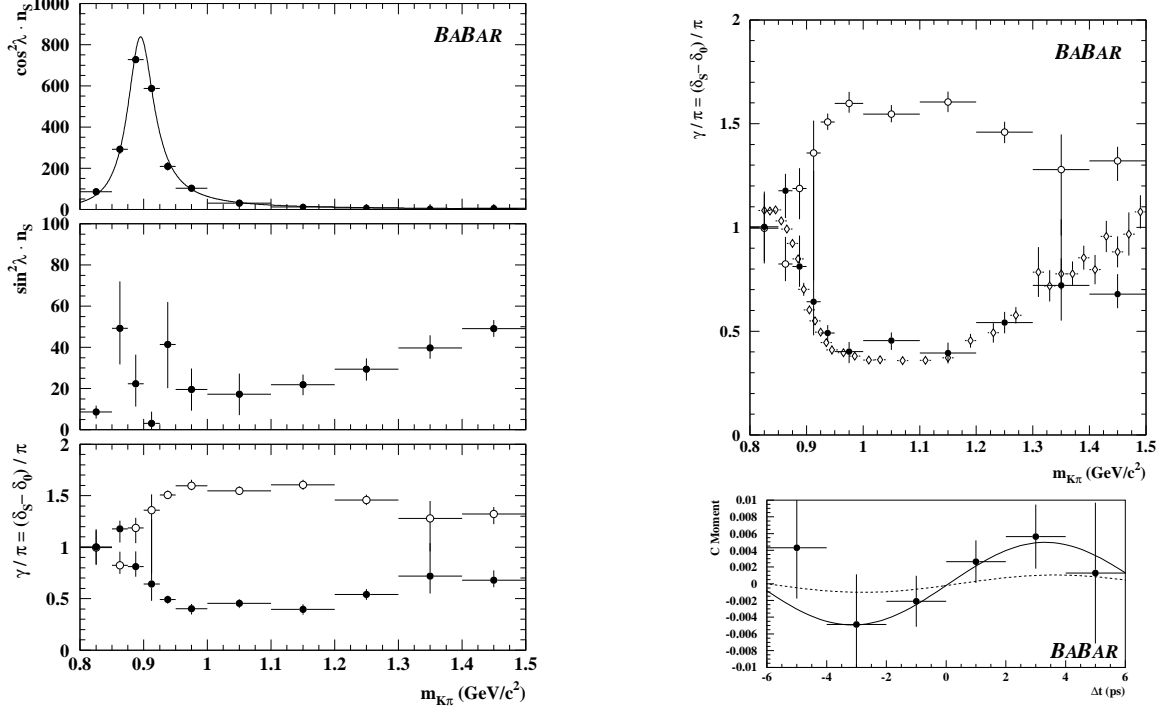 cos²λ · n_S
1000
800
600
400
200
0
BABAR
sin²λ · n_S
100
80
60
40
20
0
γ / π = (δ_S− δ_0) / π
2
1.5
1
0.5
0
0.8 0.9 1 1.1 1.2 1.3 1.4 1.5
m_Kπ (GeV/c²)
γ / π = (δ_S− δ_0) / π
2
1.5
1
0.5
0
BABAR
0.8 0.9 1 1.1 1.2 1.3 1.4 1.5
m_Kπ (GeV/c²)
C Moment
0.01
0.008
0.006
0.004
0.002
0
-0.002
-0.004
-0.006
-0.008
-0.01
BABAR
-6 -4 -2 0 2 4 6
Δt (ps)